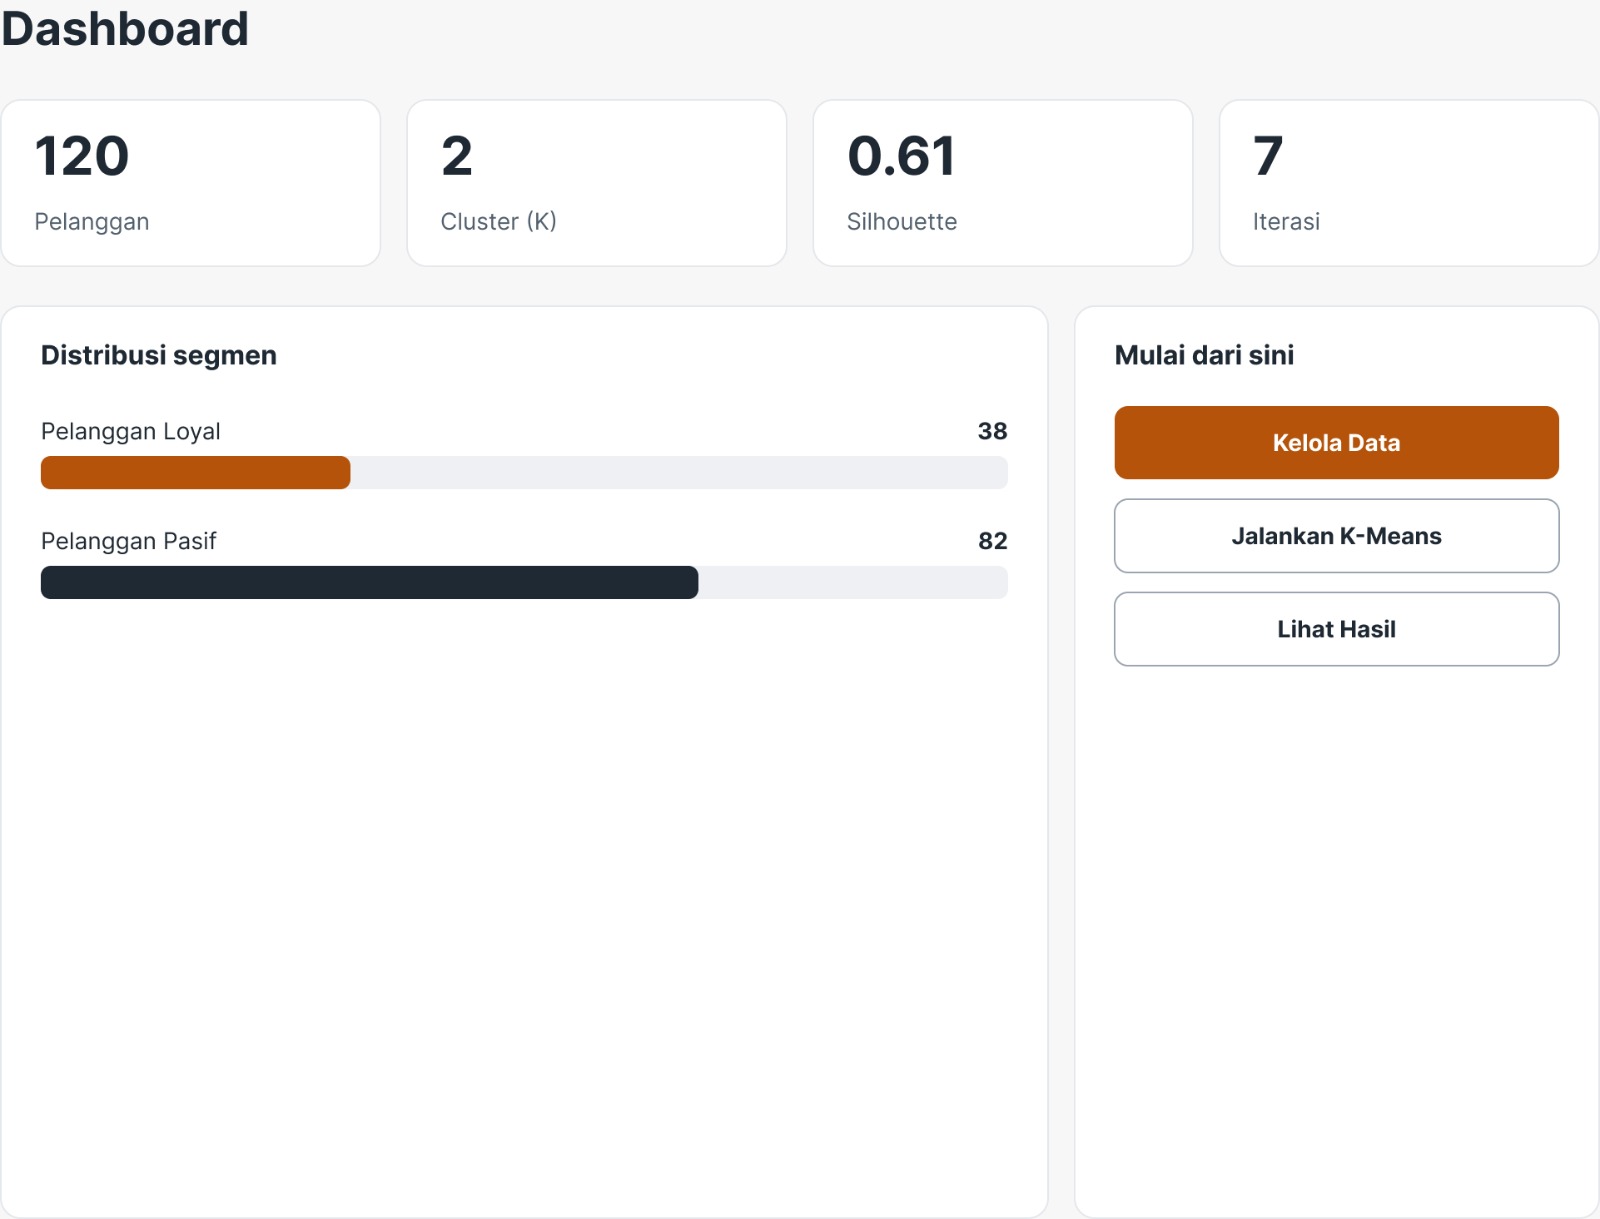 Dashboard
120
Pelanggan
2
Cluster (K)
0.61
Silhouette
7
Iterasi
Distribusi segmen
Pelanggan Loyal 38
Pelanggan Pasif 82
Mulai dari sini
Kelola Data
Jalankan K-Means
Lihat Hasil